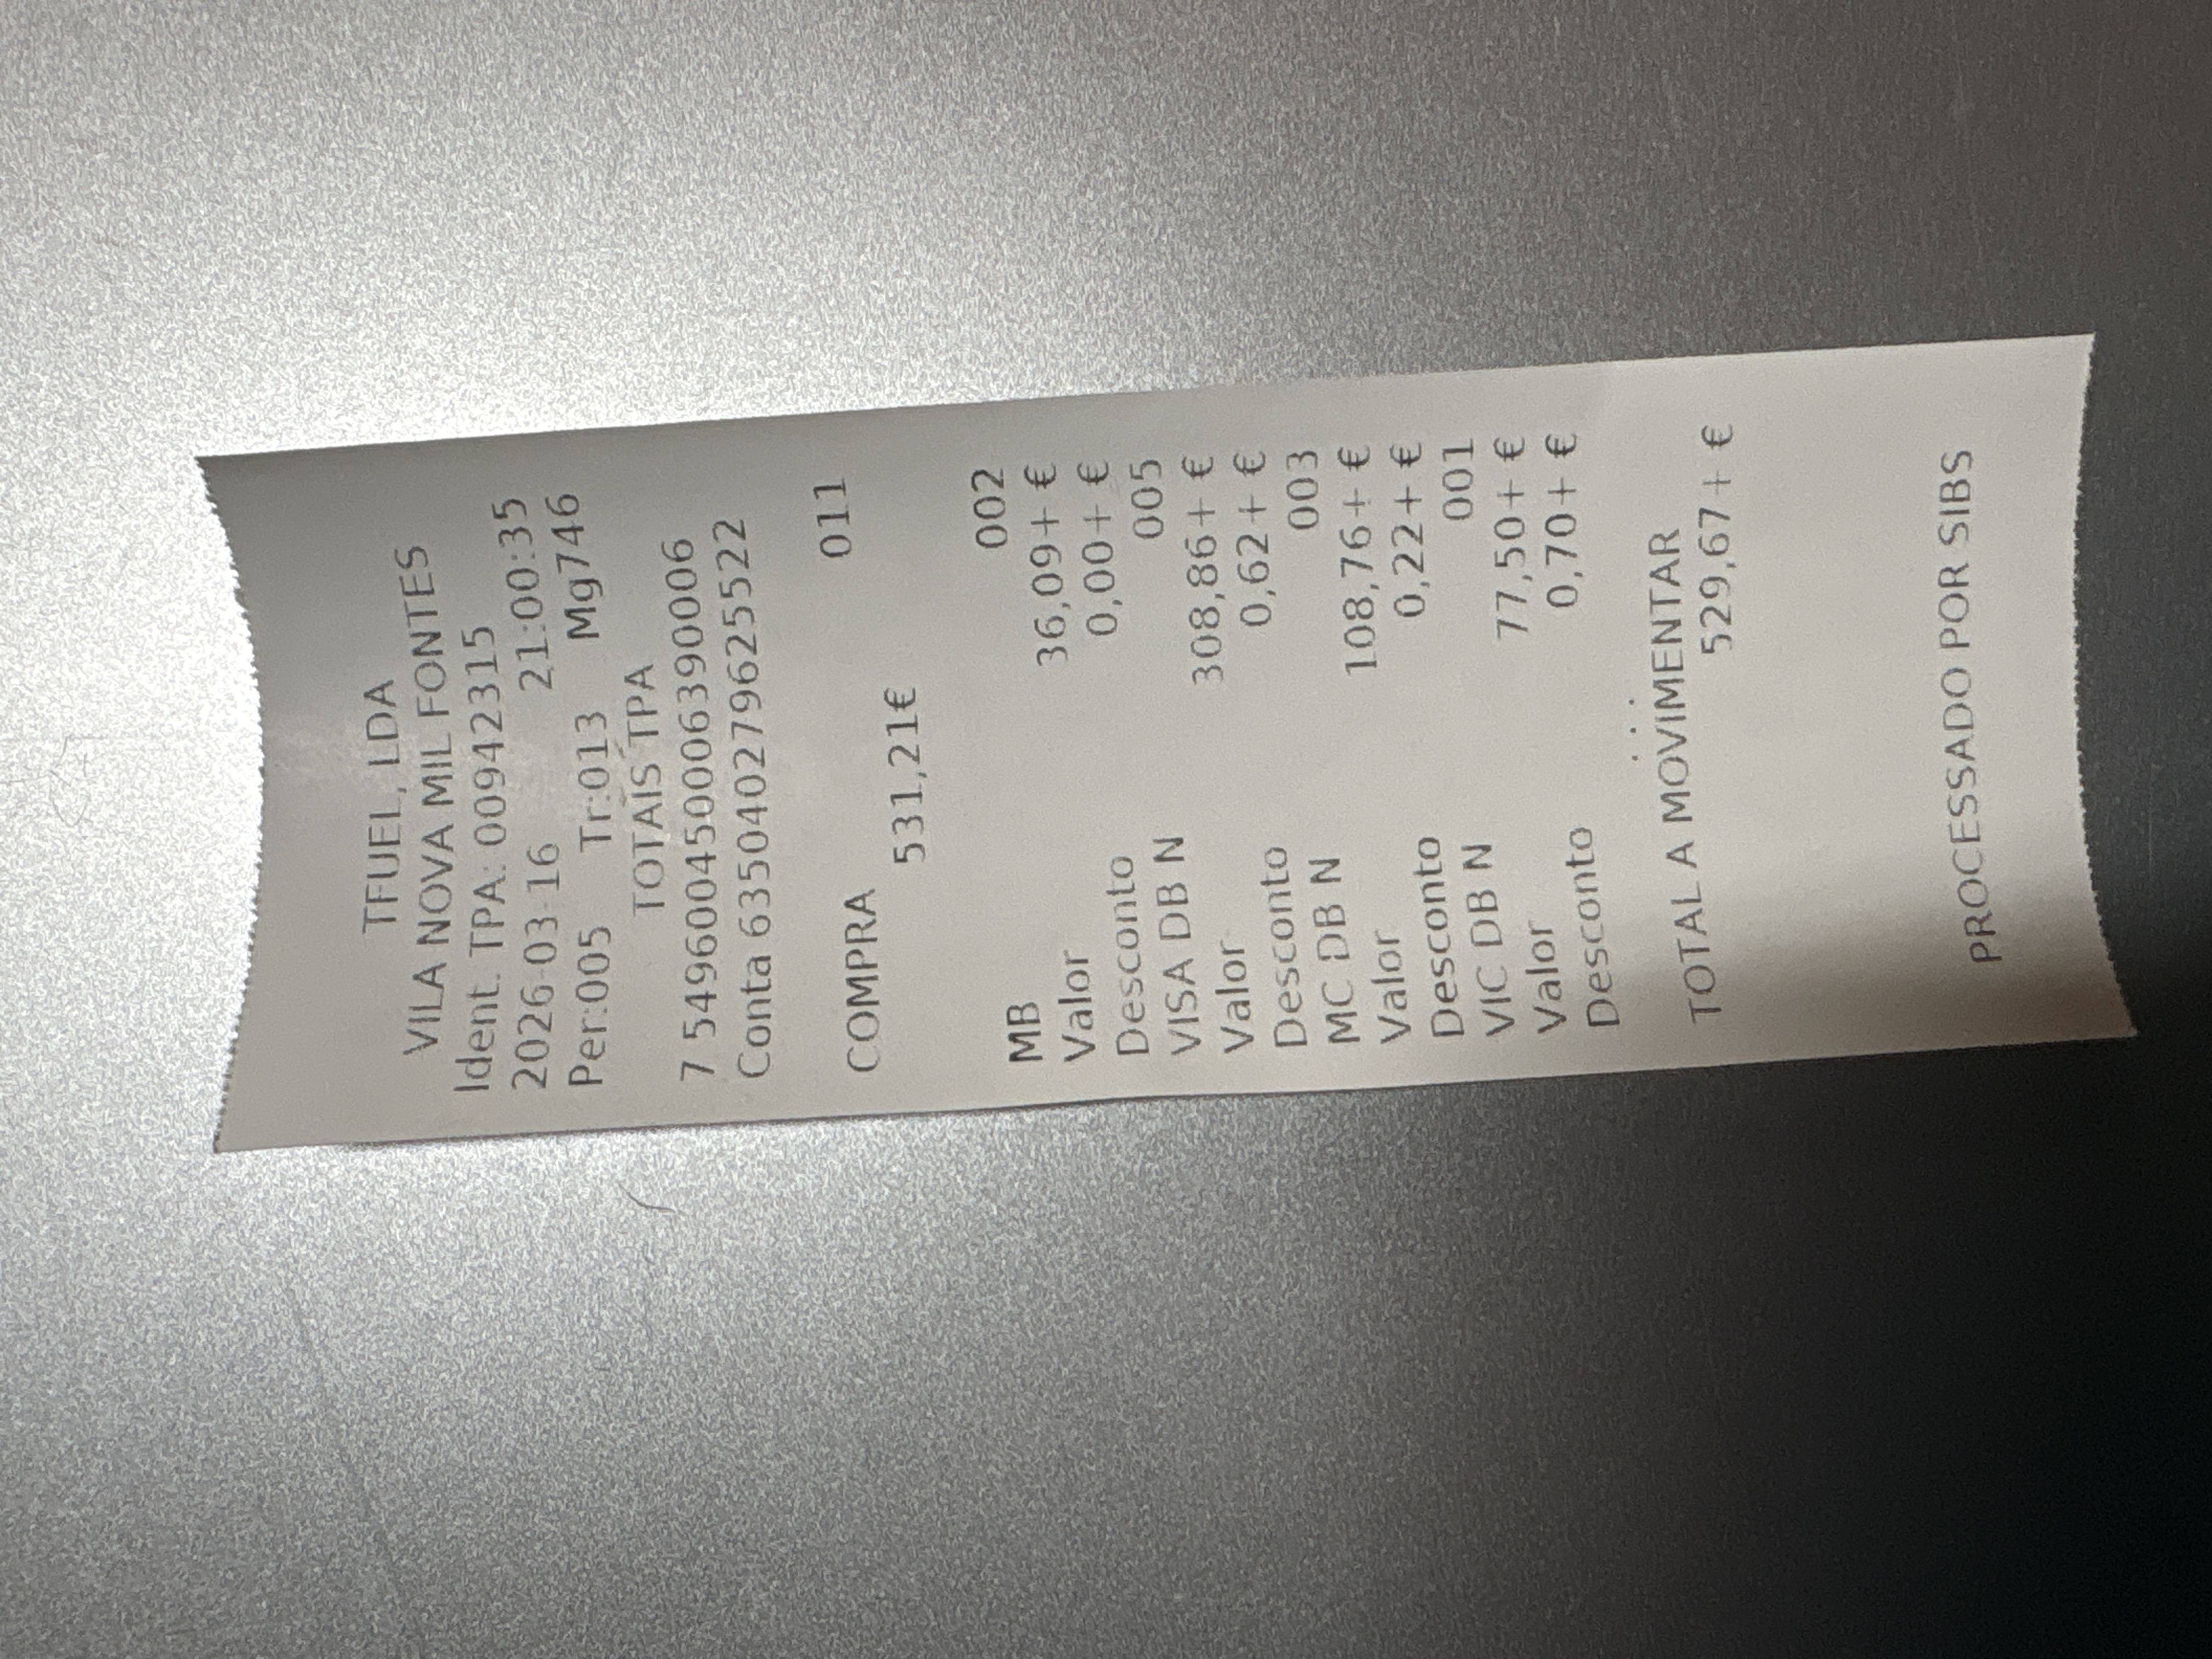 TFUEL, LDA
VILA NOVA MIL FONTES
Ident. TPA: 00942315
2026-03-16 21:00:35
Per:005 Tr:013 Mg746
TOTAIS TPA
7 549600450006390006
Conta 635040279625522
COMPRA 011
531,21€
MB 002
Valor 36,09+ €
Desconto 0,00+ €
VISA DB N 005
Valor 308,86+ €
Desconto 0,62+ €
MC DB N 003
Valor 108,76+ €
Desconto 0,22+ €
VIC DB N 001
Valor 77,50+ €
Desconto 0,70+ €
TOTAL A MOVIMENTAR
529,67+ €
PROCESSADO POR SIBS